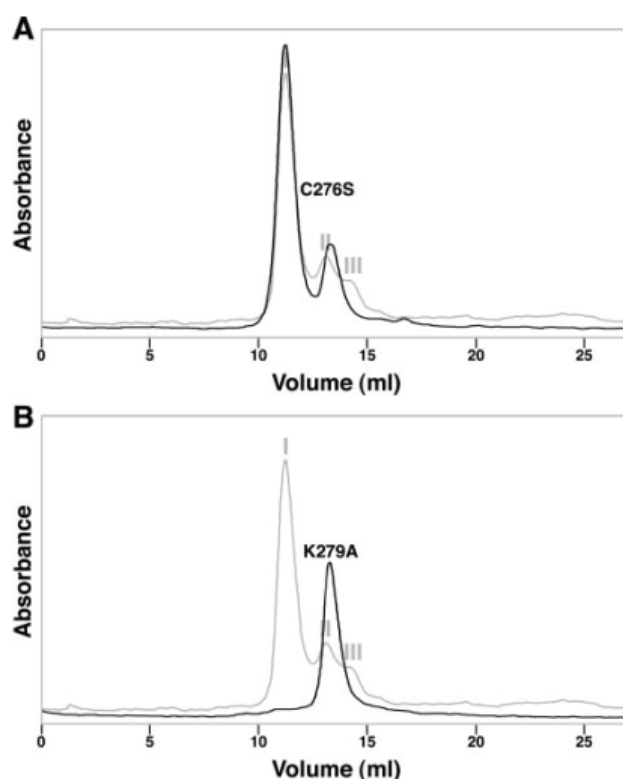 A
Absorbance
I
C276S
II
III
0 5 10 15 20 25
Volume (ml)
B
Absorbance
I
K279A
II
III
0 5 10 15 20 25
Volume (ml)